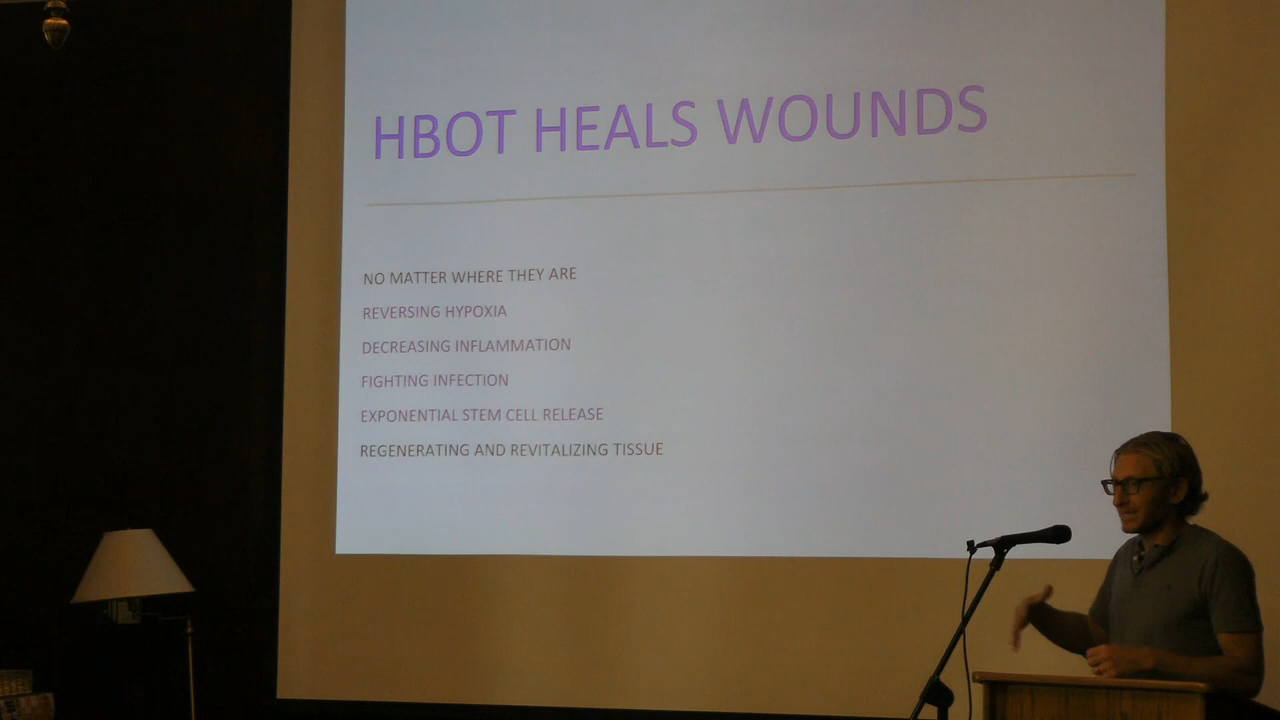 HBOT HEALS WOUNDS
NO MATTER WHERE THEY ARE
REVERSING HYPOXIA
DECREASING INFLAMMATION
FIGHTING INFECTION
EXPONENTIAL STEM CELL RELEASE
REGENERATING AND REVITALIZING TISSUE